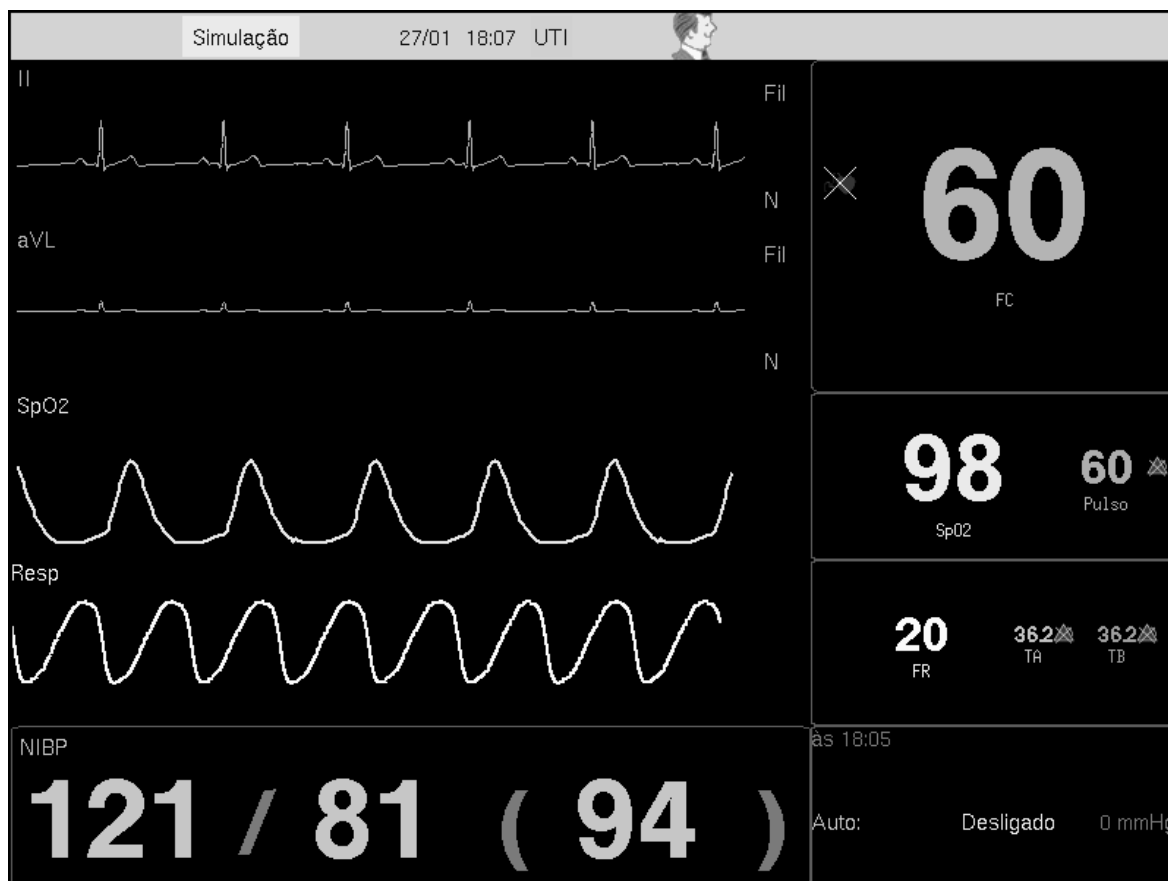 Simulação 27/01 18:07 UTI
II
Fil
N
aVL
Fil
N
60
FC
SpO2
98
SpO2
60
Pulso
Resp
20
FR
36.2
TA
36.2
TB
NIBP
121 / 81 ( 94 )
às 18:05
Auto: Desligado 0 mmHg